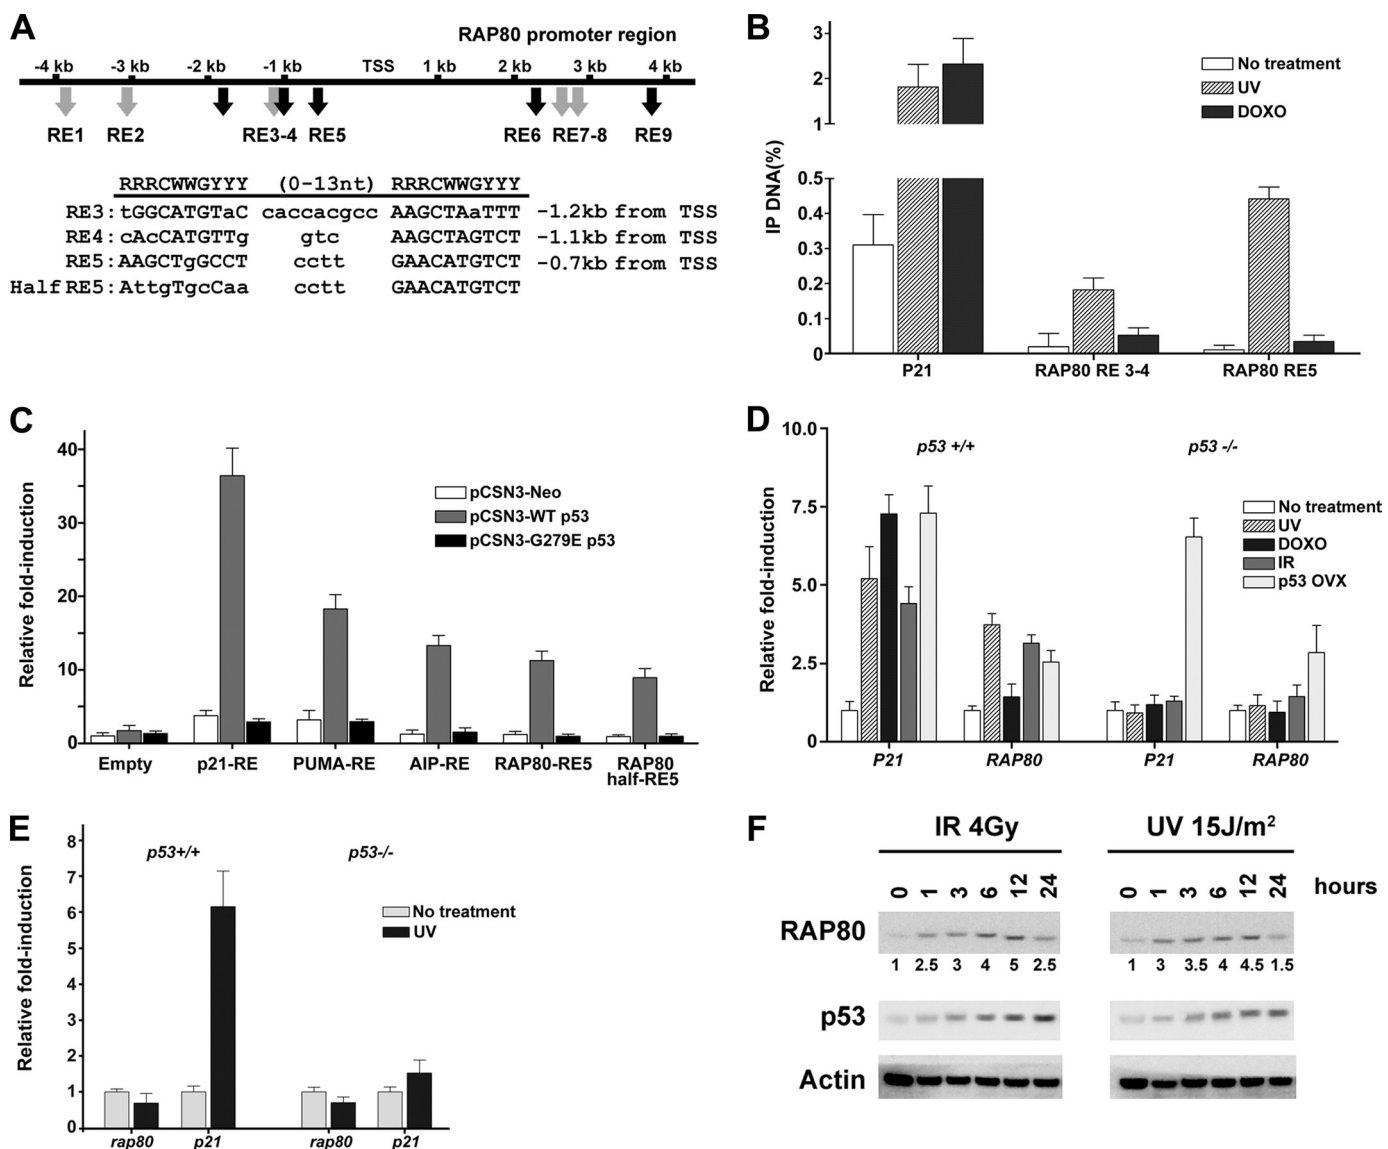 A
RAP80 promoter region
-4 kb -3 kb -2 kb -1 kb TSS 1 kb 2 kb 3 kb 4 kb
RE1 RE2 RE3-4 RE5 RE6 RE7-8 RE9
RRRCWWGYYY (0-13nt) RRRCWWGYYY
RE3: tGGCATGTaC caccacgcc AAGCTAaTTT -1.2kb from TSS
RE4: cAcCATGTTg gtc AAGCTAGTCT -1.1kb from TSS
RE5: AAGCTgGCCT cctt GAACATGTCT -0.7kb from TSS
Half RE5: AttgTgcCaa cctt GAACATGTCT
B
IP DNA(%)
3
2
1
0.5
0.4
0.3
0.2
0.1
0
No treatment
UV
DOXO
P21 RAP80 RE 3-4 RAP80 RE5
C
Relative fold-induction
40
30
20
10
0
pCSN3-Neo
pCSN3-WT p53
pCSN3-G279E p53
Empty p21-RE PUMA-RE AIP-RE RAP80-RE5 RAP80
half-RE5
D
Relative fold-induction
10.0
7.5
5.0
2.5
0
p53 +/+ p53 -/-
No treatment
UV
DOXO
IR
p53 OVX
P21 RAP80 P21 RAP80
E
Relative fold-induction
8
7
6
5
4
3
2
1
0
p53+/+ p53-/-
No treatment
UV
rap80 p21 rap80 p21
F
IR 4Gy UV 15J/m²
0 1 3 6 12 24 0 1 3 6 12 24 hours
RAP80
1 2.5 3 4 5 2.5 1 3 3.5 4 4.5 1.5
p53
Actin